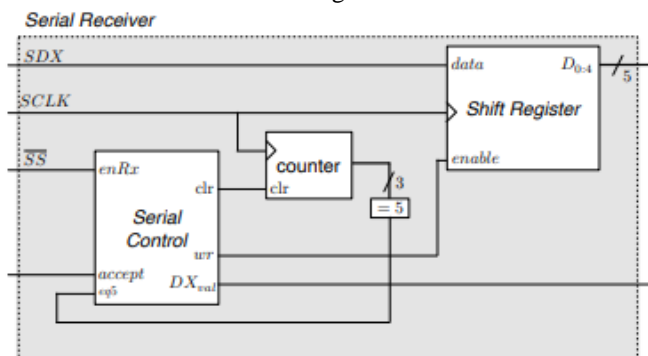 Serial Receiver
SDX
data
D0:4
5
SCLK
Shift Register
SS
enRx
counter
enable
clr
clr
3
= 5
Serial
Control
wr
accept
DXval
eq5